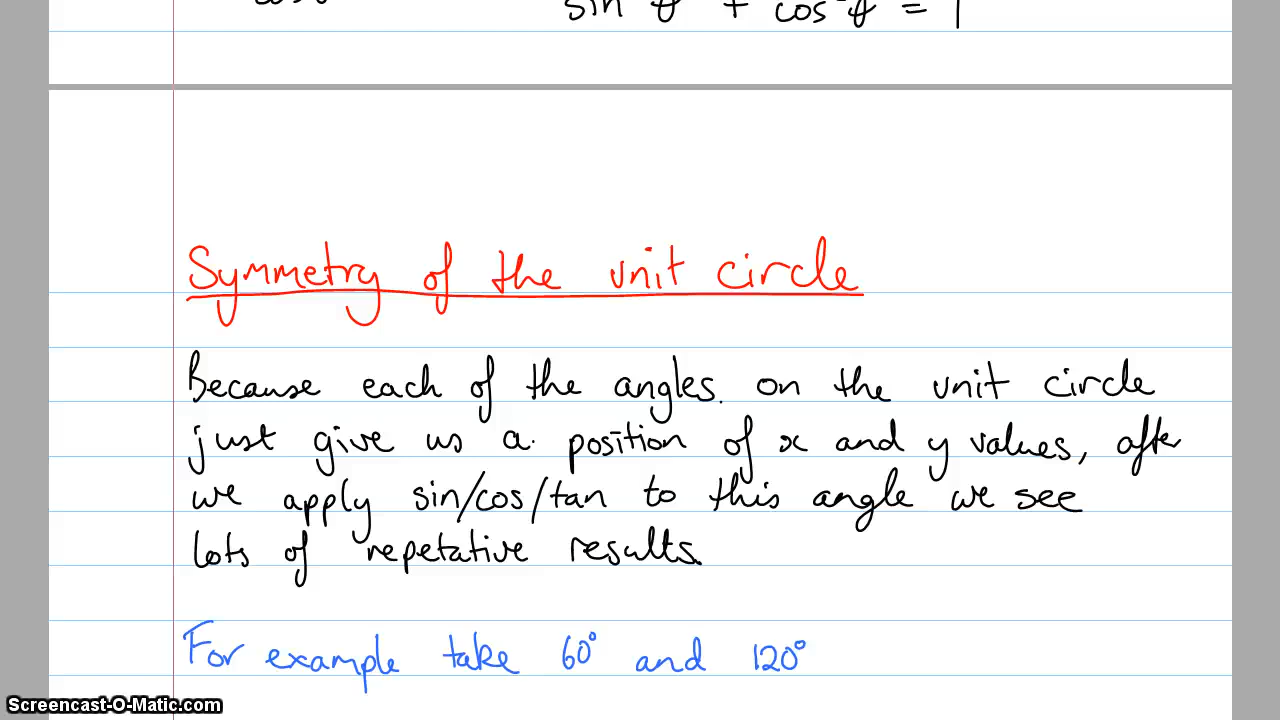 sin²θ + cos²θ = 1
Symmetry of the unit circle
Because each of the angles. on the unit circle
just give us a. position of x and y values, after
we apply sin/cos/tan to this angle we see
lots of repetative results.
For example take 60° and 120°
Screencast-O-Matic.com